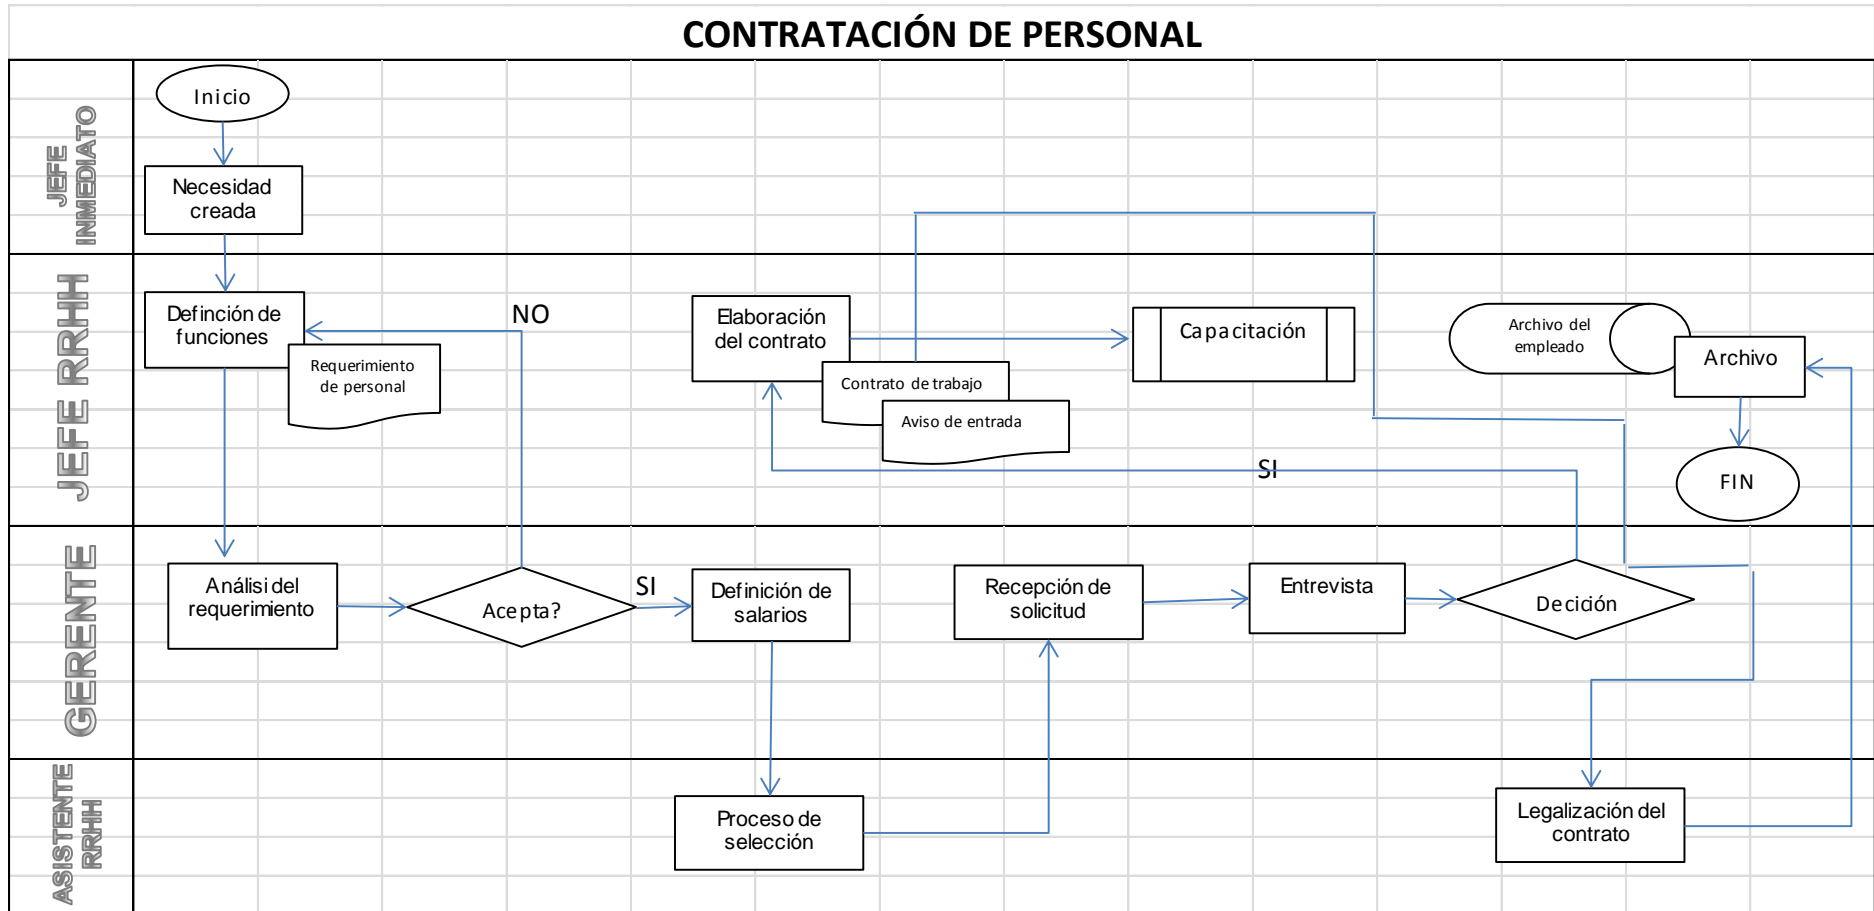 CONTRATACIÓN DE PERSONAL
JEFE
INMEDIATO
Inicio
Necesidad
creada
JEFE RRHH
Definción de
funciones
Requerimiento
de personal
NO
Elaboración
del contrato
Contrato de trabajo
Aviso de entrada
Capacitación
Archivo del
empleado
Archivo
FIN
SI
GERENTE
Análisi del
requerimiento
Acepta?
SI
Definición de
salarios
Recepción de
solicitud
Entrevista
Decición
ASISTENTE
RRHH
Proceso de
selección
Legalización del
contrato